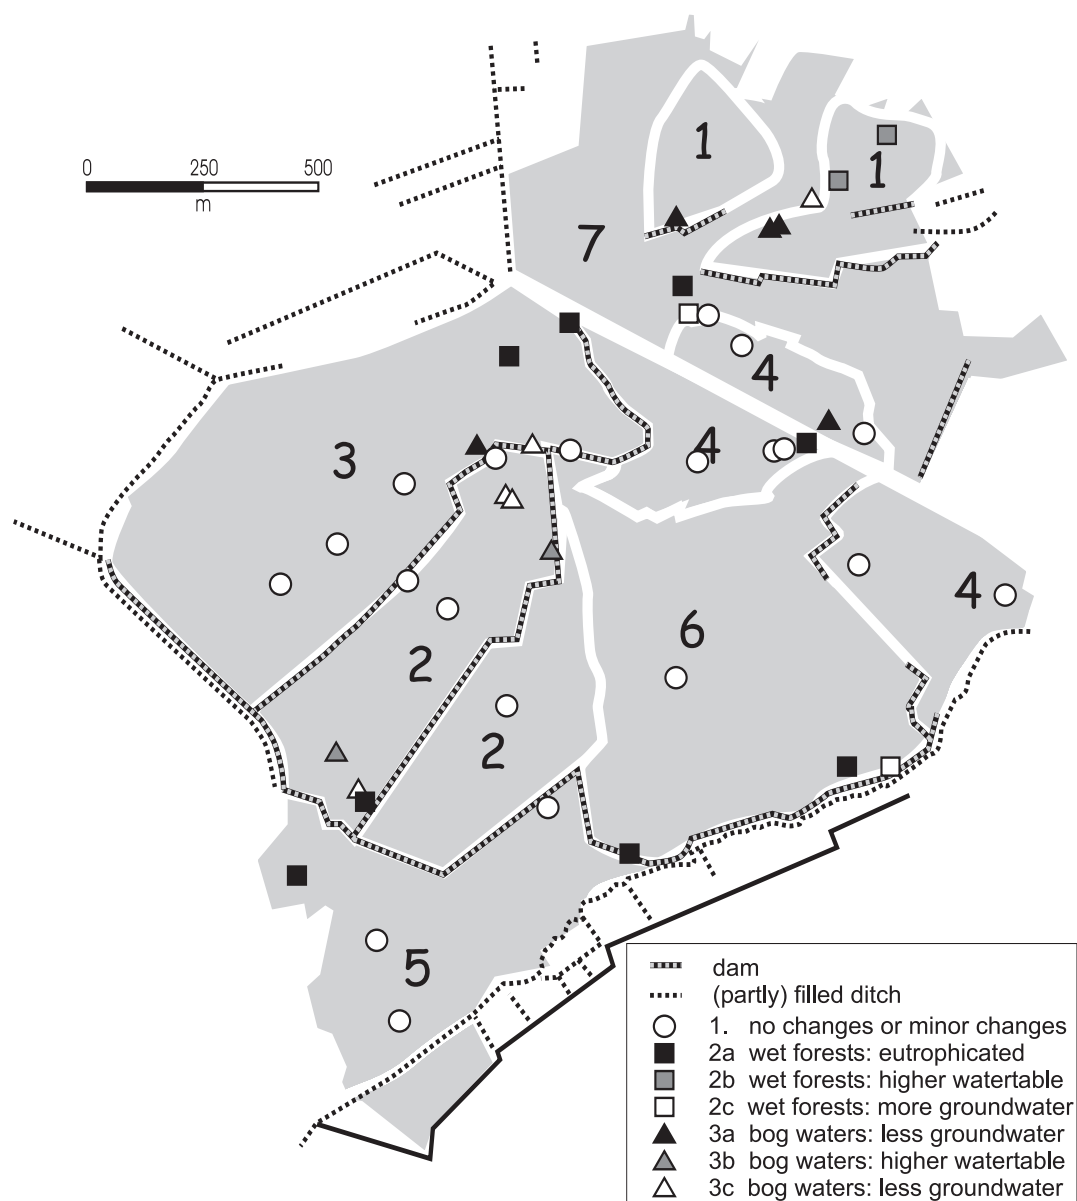 0 250 500
m
1
1
7
4
3
4
4
6
2
2
5
dam
(partly) filled ditch
1. no changes or minor changes
2a wet forests: eutrophicated
2b wet forests: higher watertable
2c wet forests: more groundwater
3a bog waters: less groundwater
3b bog waters: higher watertable
3c bog waters: less groundwater